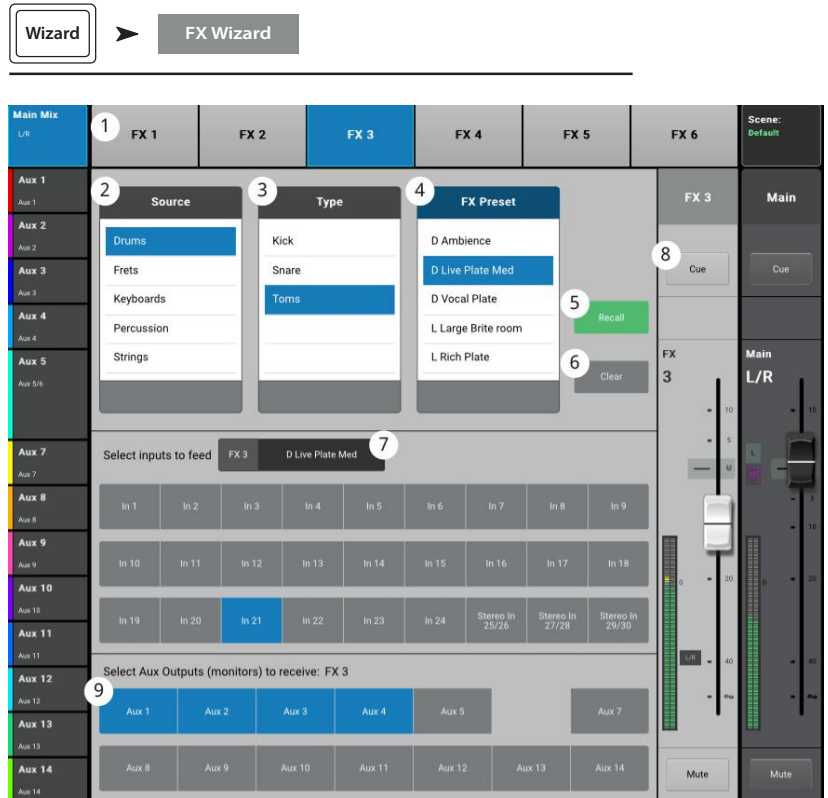 Wizard
FX Wizard
Main Mix
L/R
1
FX 1
FX 2
FX 3
FX 4
FX 5
FX 6
Scene:
Default
Aux 1
Aux 1
Aux 2
Aux 2
Aux 3
Aux 3
Aux 4
Aux 4
Aux 5
Aux 5/6
Aux 7
Aux 7
Aux 8
Aux 8
Aux 9
Aux 9
Aux 10
Aux 10
Aux 11
Aux 11
Aux 12
Aux 12
Aux 13
Aux 13
Aux 14
Aux 14
2
Source
Drums
Frets
Keyboards
Percussion
Strings
3
Type
Kick
Snare
Toms
4
FX Preset
D Ambience
D Live Plate Med
D Vocal Plate
L Large Brite room
L Rich Plate
5
Recall
6
Clear
Select inputs to feed
FX 3
D Live Plate Med
7
In 1
In 2
In 3
In 4
In 5
In 6
In 7
In 8
In 9
In 10
In 11
In 12
In 13
In 14
In 15
In 16
In 17
In 18
In 19
In 20
In 21
In 22
In 23
In 24
Stereo In
25/26
Stereo In
27/28
Stereo In
29/30
Select Aux Outputs (monitors) to receive: FX 3
9
Aux 1
Aux 2
Aux 3
Aux 4
Aux 5
Aux 7
Aux 8
Aux 9
Aux 10
Aux 11
Aux 12
Aux 13
Aux 14
FX 3
8
Cue
FX
3
10
5
U
0
20
L/R
40
∞
Mute
Main
Cue
Main
L/R
10
L
5
10
0
20
40
∞
Mute